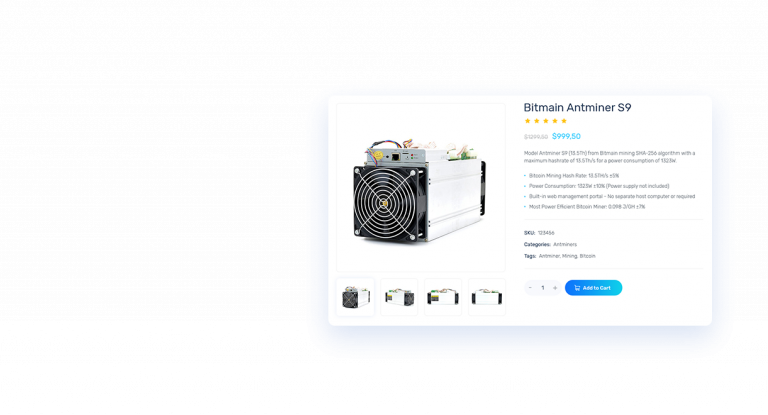 Bitmain Antminer S9
$1299,50 $999,50
Model Antminer S9 (13.5Th) from Bitmain mining SHA-256 algorithm with a
maximum hashrate of 13.5Th/s for a power consumption of 1323W.
Bitcoin Mining Hash Rate: 13.5TH/s ±5%
Power Consumption: 1323W ±10% (Power supply not included)
Built-in web management portal - No separate host computer or required
Most Power Efficient Bitcoin Miner: 0.098 J/GH ±7%
SKU: 123456
Categories: Antminers
Tags: Antminer, Mining, Bitcoin
- 1 + Add to Cart